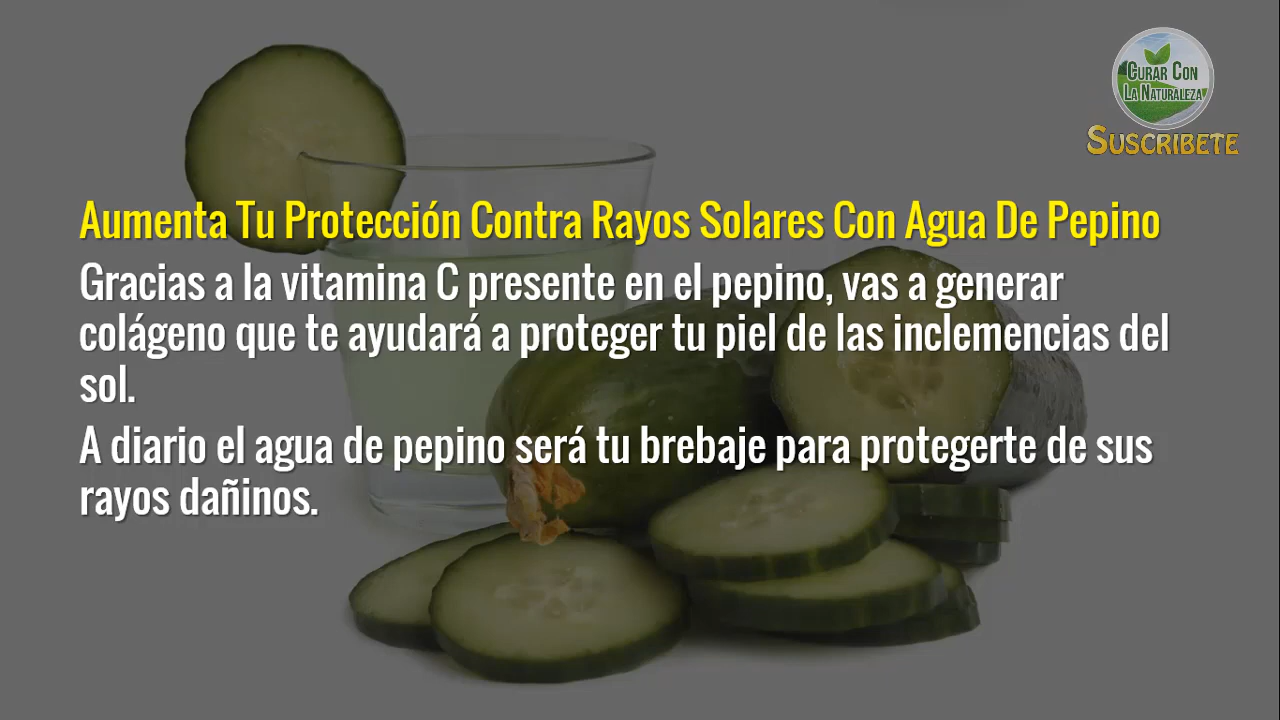 Curar Con
La Naturaleza
Suscribete
Aumenta Tu Protección Contra Rayos Solares Con Agua De Pepino
Gracias a la vitamina C presente en el pepino, vas a generar
colágeno que te ayudará a proteger tu piel de las inclemencias del
sol.
A diario el agua de pepino será tu brebaje para protegerte de sus
rayos dañinos.